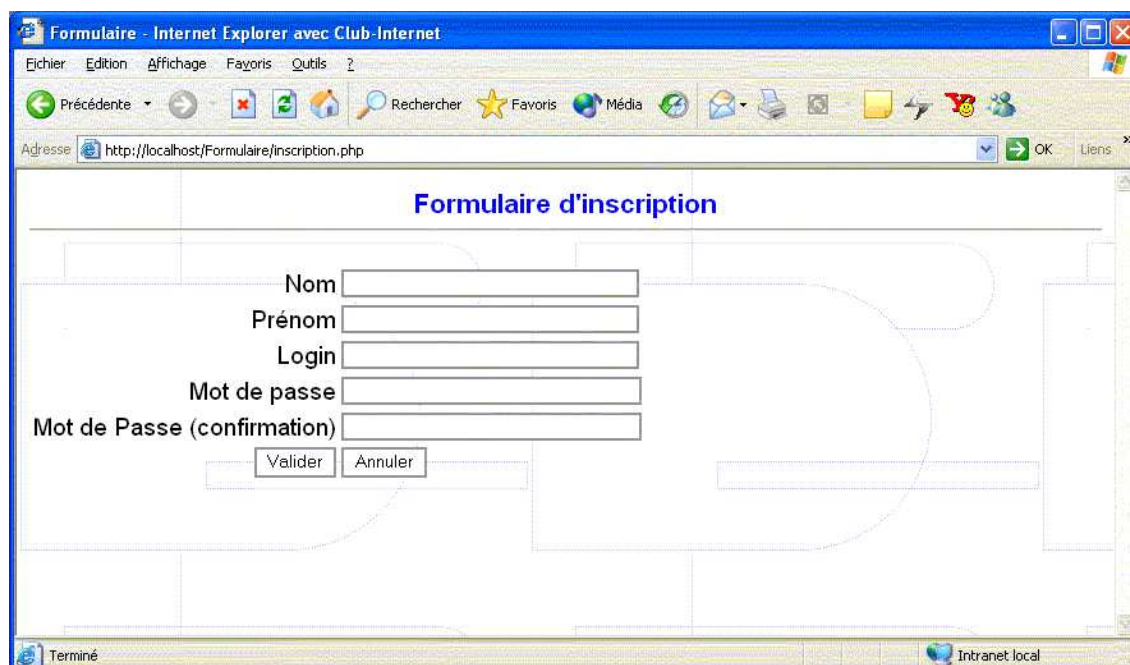 Formulaire - Internet Explorer avec Club-Internet
Fichier Edition Affichage Favoris Outils ?
Précédente Rechercher Favoris Média
Adresse http://localhost/Formulaire/inscription.php OK Liens »
Formulaire d'inscription
Nom
Prénom
Login
Mot de passe
Mot de Passe (confirmation)
Valider Annuler
Terminé Intranet local